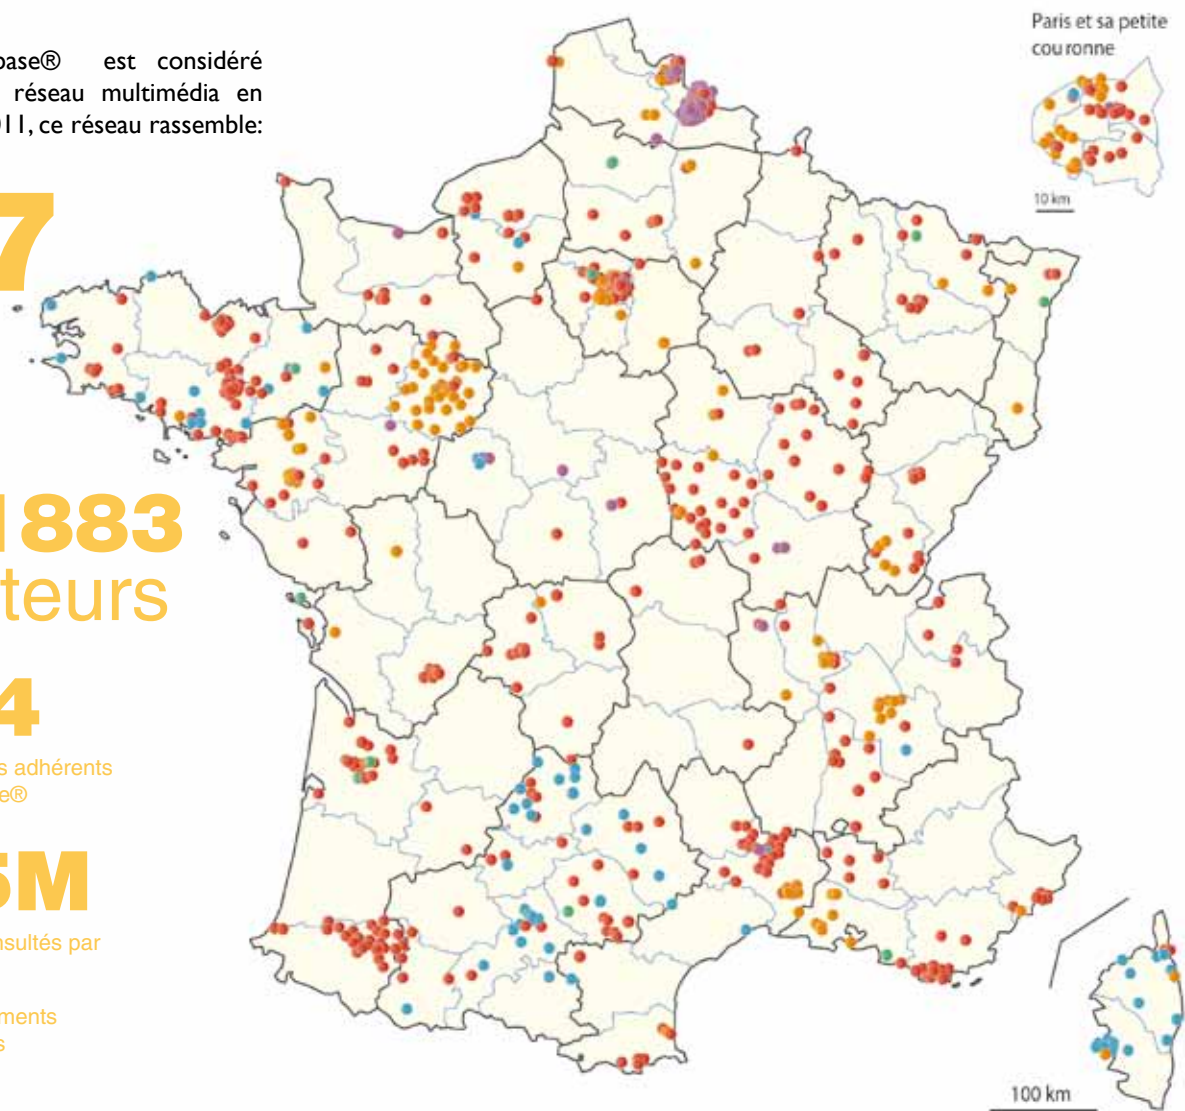 base® est considéré
réseau multimédia en
011, ce réseau rassemble:
7
1883
teurs
4
s adhérents
e®
5M
nsultés par
ments
s
Paris et sa petite
couronne
10 km
100 km